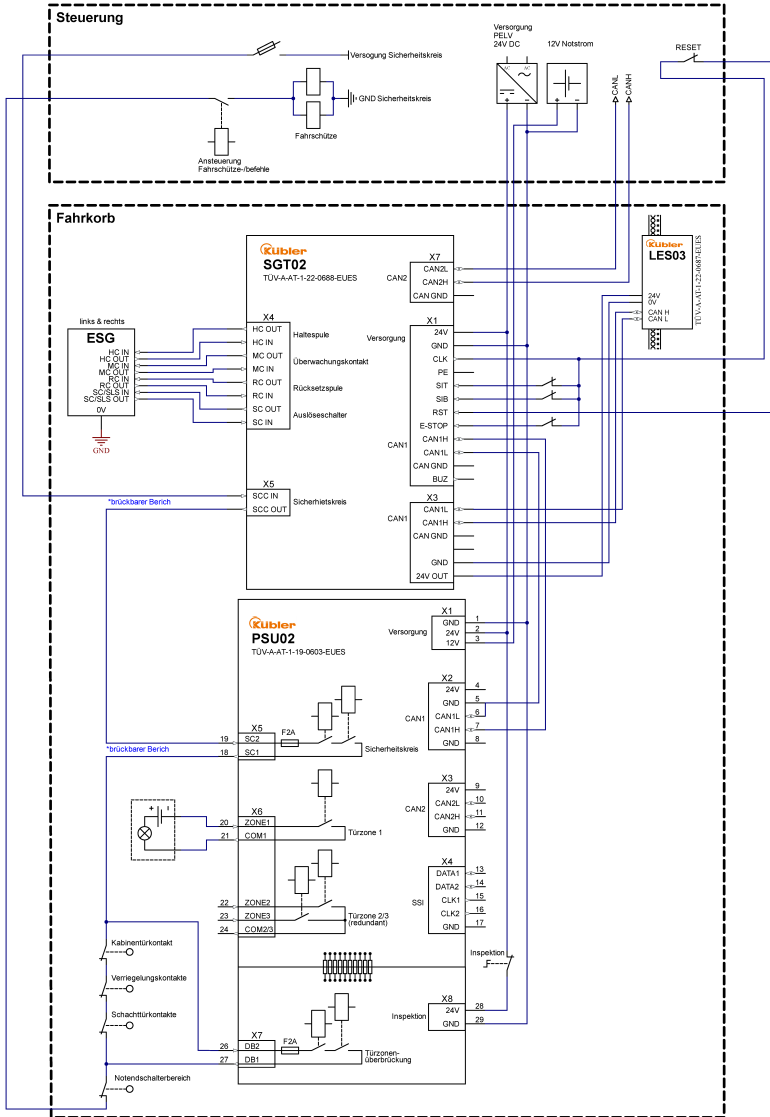 Steuerung
Versogung Sicherheitskreis
GND Sicherheitskreis
Fahrschütze
Ansteuerung
Fahrschütze-/befehle
Versorgung
PELV
24V DC
12V Notstrom
AC
AC
+
-
+
-
CANL
CANH
RESET
Fahrkorb
Kübler
SGT02
TÜV-A-AT-1-22-0688-EUES
X7
CAN2
CAN2L
CAN2H
CAN GND
Kübler
LES03
TÜV-A-AT-1-22-0687-EUES
24V
0V
CAN H
CAN L
links & rechts
ESG
HC IN
HC OUT
MC IN
MC OUT
RC IN
RC OUT
SC/SLS IN
SC/SLS OUT
0V
GND
X4
HC OUT
HC IN
MC OUT
MC IN
RC OUT
RC IN
SC OUT
SC IN
Haltespule
Überwachungskontakt
Rücksetzspule
Auslöseschalter
X1
Versorgung
24V
GND
CLK
PE
SIT
SIB
RST
E-STOP
CAN1
CAN1H
CAN1L
CAN GND
BUZ
X5
SCC IN
SCC OUT
Sicherhietskreis
*brückbarer Berich
X3
CAN1
CAN1L
CAN1H
CAN GND
GND
24V OUT
Kübler
PSU02
TÜV-A-AT-1-19-0603-EUES
X1
Versorgung
GND 1
24V 2
12V 3
X2
CAN1
24V 4
GND 5
CAN1L 6
CAN1H 7
GND 8
X5
19 SC2 F2A
18 SC1
Sicherheitskreis
*brückbarer Berich
X3
CAN2
24V 9
CAN2L 10
CAN2H 11
GND 12
X6
20 ZONE1
21 COM1
Türzone 1
+
X4
SSI
DATA1 13
DATA2 14
CLK1 15
CLK2 16
GND 17
22 ZONE2
23 ZONE3
24 COM2/3
Türzone 2/3
(redundant)
Kabinentürkontakt
Verriegelungskontakte
Schachttürkontakte
Notendschalterbereich
Inspektion
X8
Inspektion
24V 28
GND 29
X7
26 DB2 F2A
27 DB1
Türzonen-
überbrückung